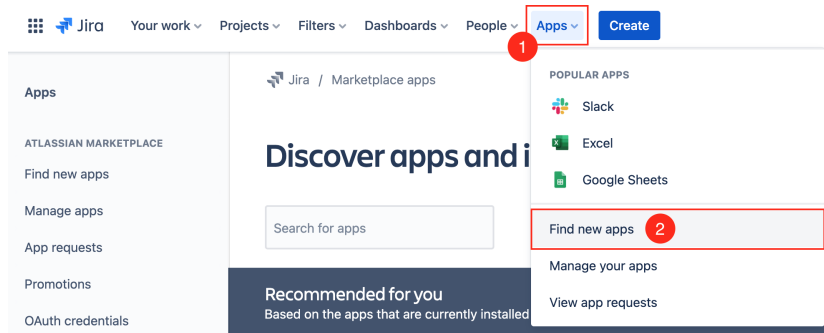 Jira Your work Projects Filters Dashboards People Apps Create
1
Apps
ATLASSIAN MARKETPLACE
Find new apps
Manage apps
App requests
Promotions
OAuth credentials
Jira / Marketplace apps
Discover apps and i
Search for apps
Recommended for you
Based on the apps that are currently installed
POPULAR APPS
Slack
Excel
Google Sheets
Find new apps 2
Manage your apps
View app requests